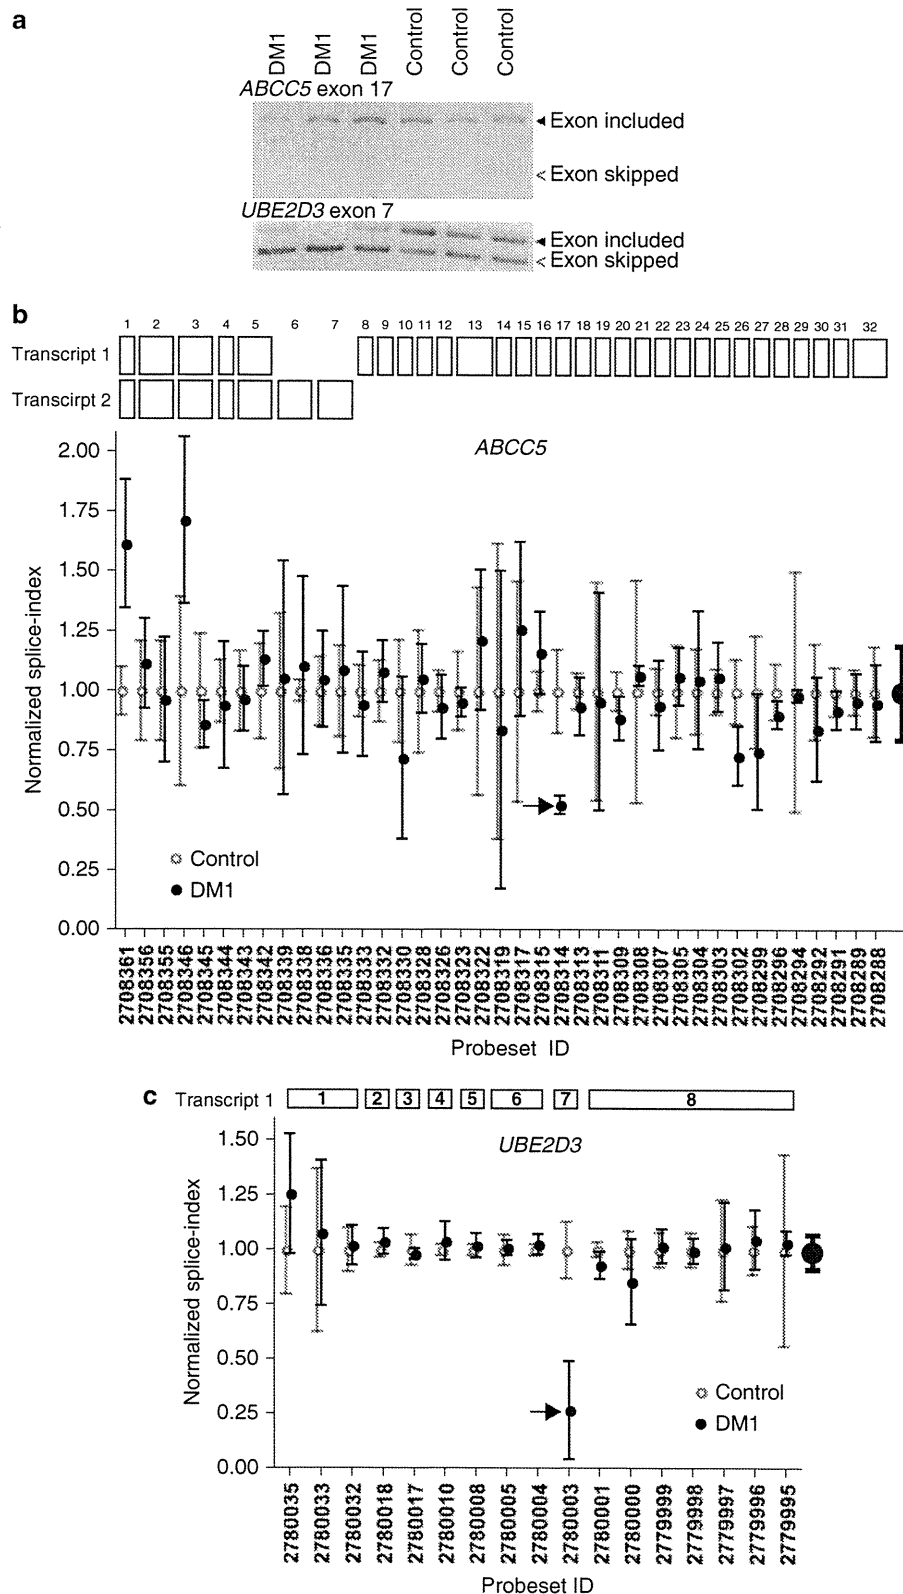 a
DM1 DM1 DM1 Control Control Control
ABCC5 exon 17
Exon included
Exon skipped
UBE2D3 exon 7
Exon included
Exon skipped
b
1 2 3 4 5 6 7 8 9 10 11 12 13 14 15 16 17 18 19 20 21 22 23 24 25 26 27 28 29 30 31 32
Transcript 1
Transcirpt 2
ABCC5
Normalized splice-index
2.00
1.75
1.50
1.25
1.00
0.75
0.50
0.25
0.00
Control
DM1
2708361 2708356 2708355 2708346 2708345 2708344 2708343 2708342 2708339 2708338 2708336 2708335 2708333 2708332 2708330 2708328 2708326 2708323 2708322 2708319 2708317 2708315 2708314 2708313 2708311 2708309 2708308 2708307 2708305 2708304 2708303 2708302 2708299 2708296 2708294 2708292 2708291 2708289 2708288
Probeset ID
c
Transcript 1 1 2 3 4 5 6 7 8
UBE2D3
Normalized splice-index
1.50
1.25
1.00
0.75
0.50
0.25
0.00
Control
DM1
2780035 2780033 2780032 2780018 2780017 2780010 2780008 2780005 2780004 2780003 2780001 2780000 2779999 2779998 2779997 2779996 2779995
Probeset ID